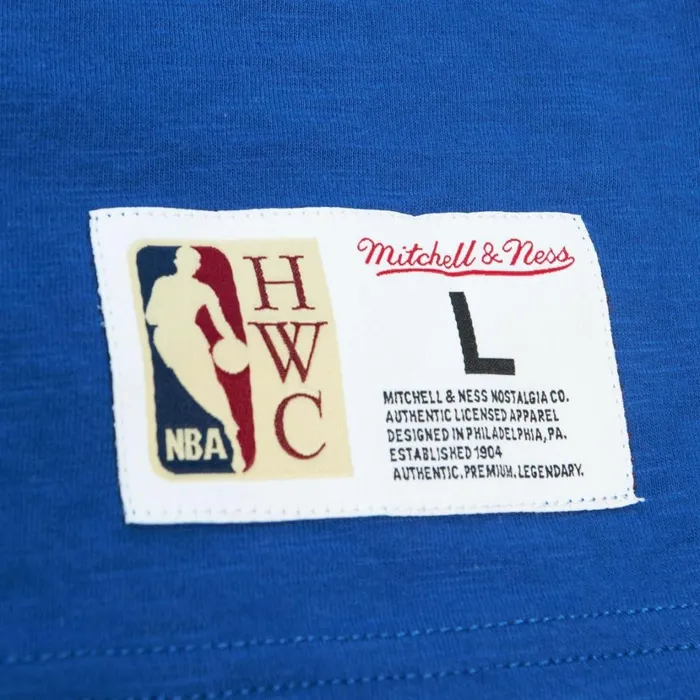 NBA
H
W
C
Mitchell & Ness
L
MITCHELL & NESS NOSTALGIA CO.
AUTHENTIC LICENSED APPAREL
DESIGNED IN PHILADELPHIA, PA.
ESTABLISHED 1904
AUTHENTIC. PREMIUM. LEGENDARY.